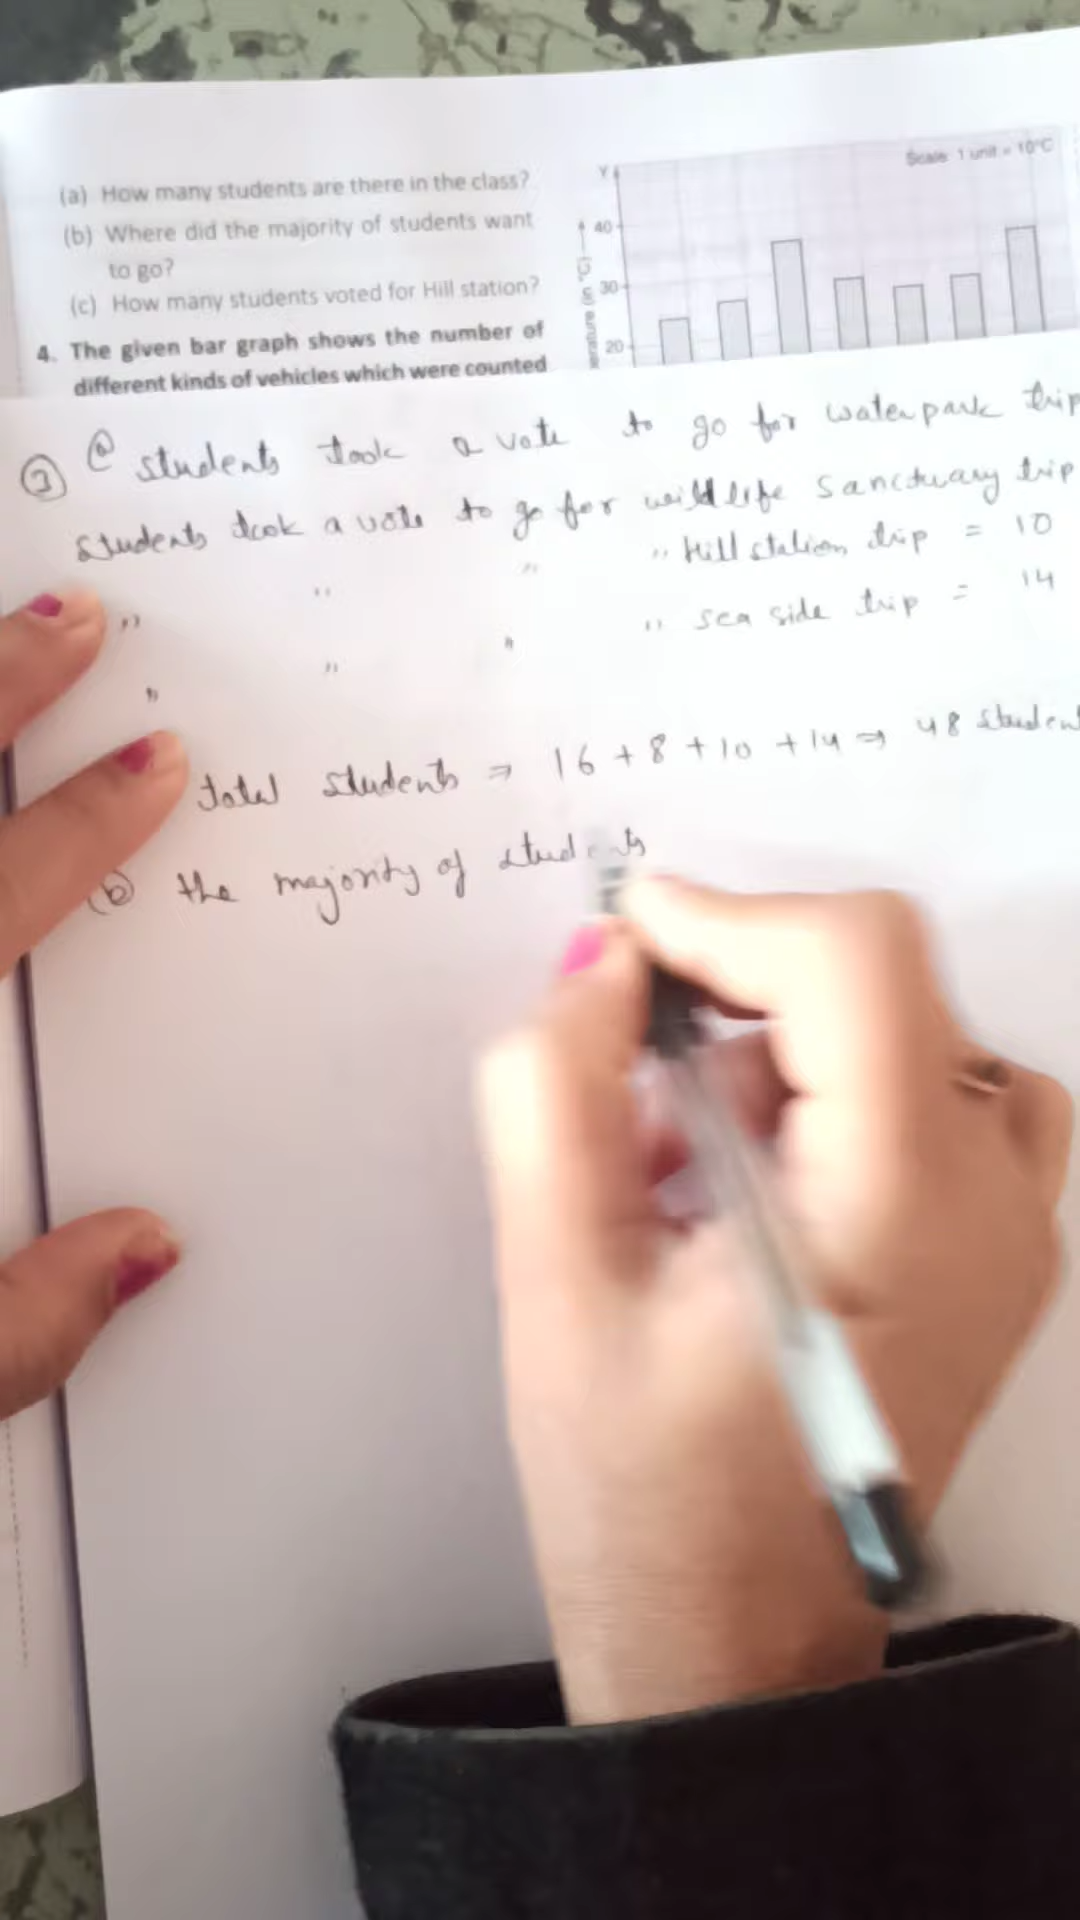 (a) How many students are there in the class?
(b) Where did the majority of students want
to go?
(c) How many students voted for Hill station?
4. The given bar graph shows the number of
different kinds of vehicles which were counted
Scale 1 unit = 10°C
Y
40
30
20
erature (in °C)
③ ⓐ students took a vote to go for waterpark trip
students took a vote to go for wildlife Sanctuary trip
" " " " Hill station trip = 10
" " " " sea side trip = 14
total students ⇒ 16 + 8 + 10 + 14 ⇒ 48 student
(b) the majority of students